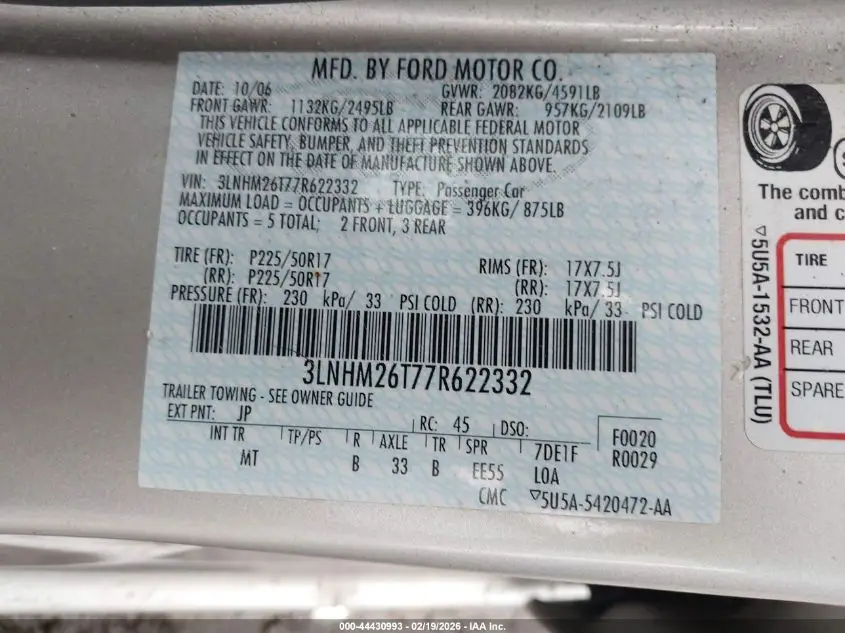 MFD. BY FORD MOTOR CO.
DATE: 10/06 GVWR: 2082KG/4591LB
FRONT GAWR: 1132KG/2495LB REAR GAWR: 957KG/2109LB
THIS VEHICLE CONFORMS TO ALL APPLICABLE FEDERAL MOTOR
VEHICLE SAFETY, BUMPER, AND THEFT PREVENTION STANDARDS
IN EFFECT ON THE DATE OF MANUFACTURE SHOWN ABOVE.
VIN: 3LNHM26T77R622332 TYPE: Passenger Car
MAXIMUM LOAD = OCCUPANTS + LUGGAGE = 396KG/ 875LB
OCCUPANTS = 5 TOTAL; 2 FRONT, 3 REAR
TIRE (FR): P225/50R17 RIMS (FR): 17X7.5J
(RR): P225/50R17 (RR): 17X7.5J
PRESSURE (FR): 230 kPa/ 33 PSI COLD (RR): 230 kPa/ 33 PSI COLD
3LNHM26T77R622332
TRAILER TOWING - SEE OWNER GUIDE
EXT PNT: JP RC: 45 DSO: F0020
INT TR TP/PS R AXLE TR SPR 7DE1F R0029
MT B 33 B EE55 LOA
CMC ▽5U5A-5420472-AA
The comb
and c
▽5U5A-1532-AA (TLU)
TIRE
FRONT
REAR
SPARE
000-44430993 - 02/19/2026 - IAA Inc.